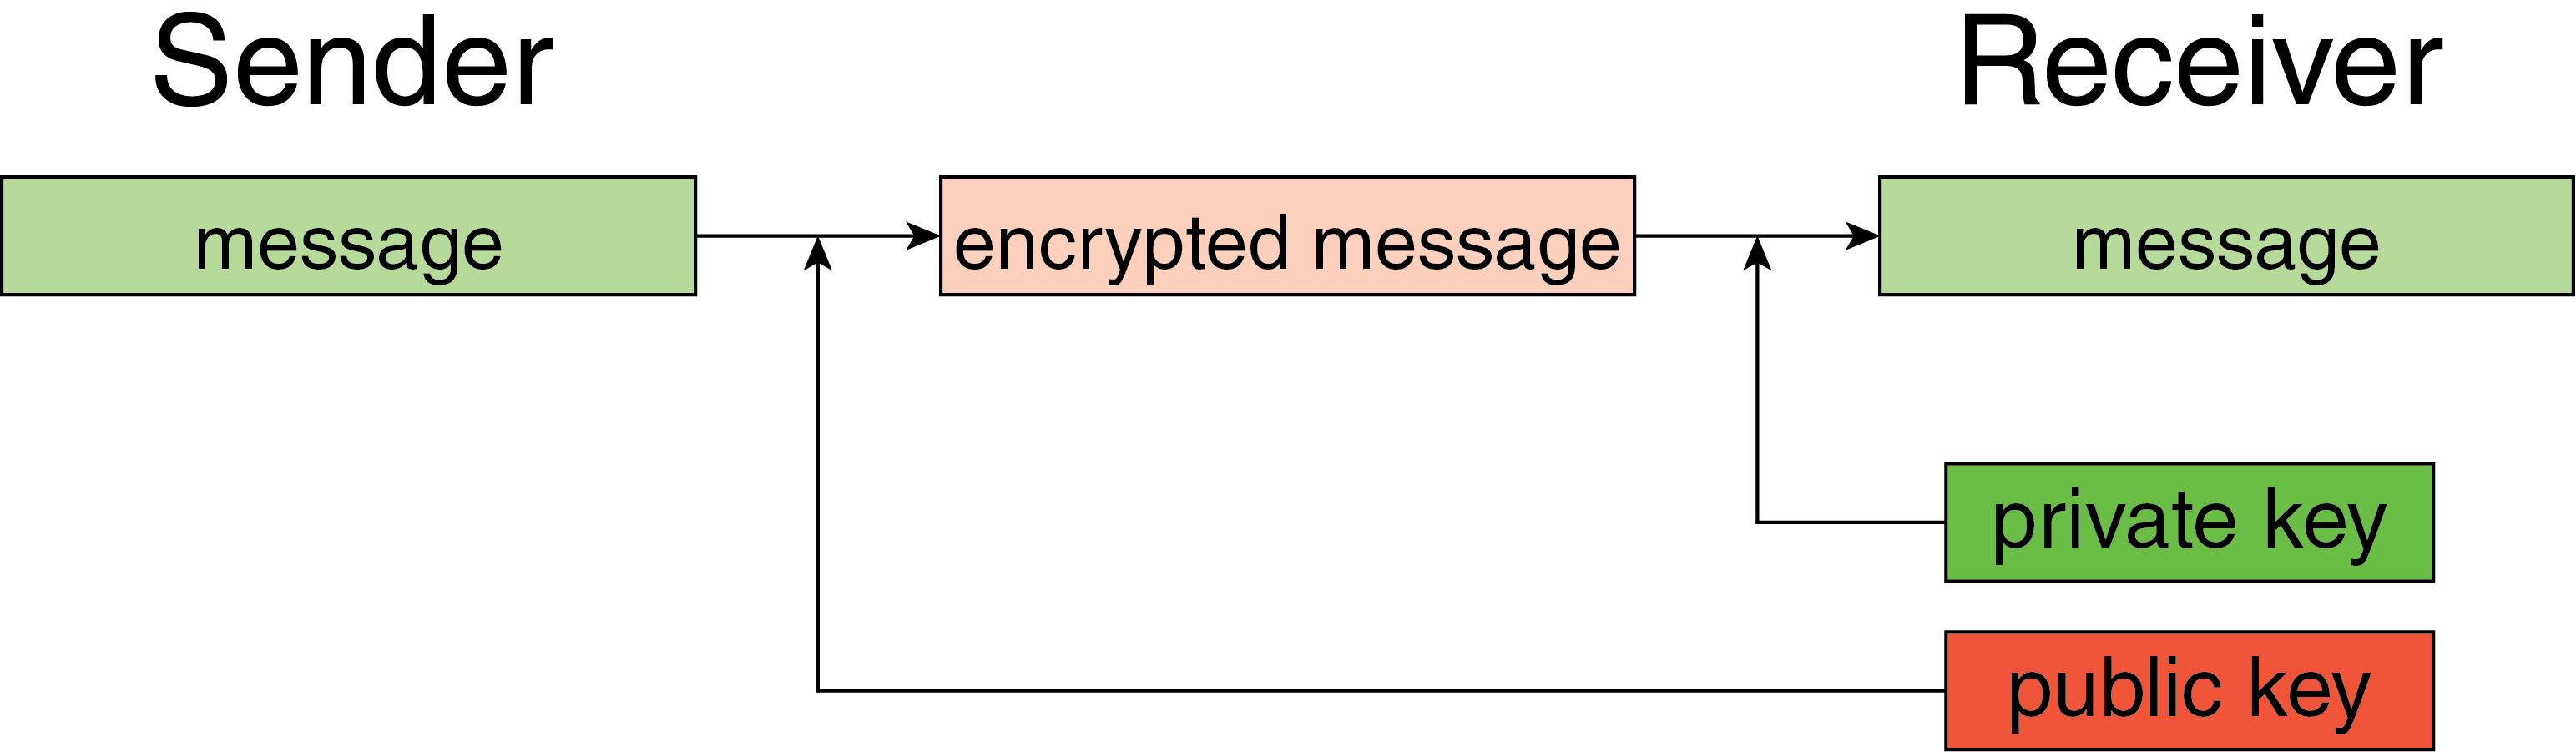 Sender
Receiver
message
encrypted message
message
private key
public key